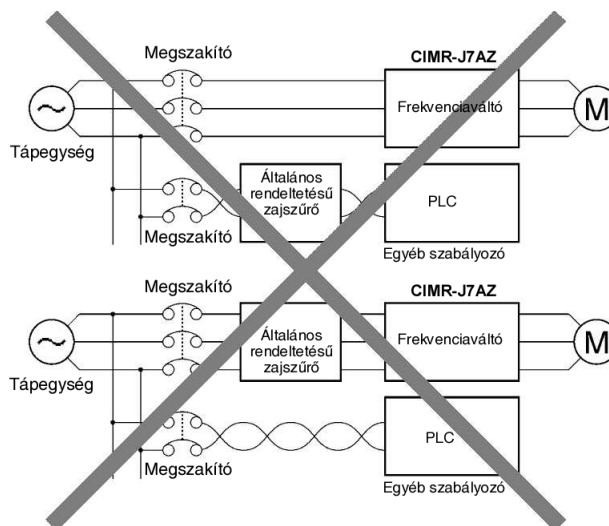 Megszakító
CIMR-J7AZ
Frekvenciaváltó
M
Tápegység
Általános
rendeltetésű
zajszűrő
PLC
Megszakító
Egyéb szabályozó
Megszakító
CIMR-J7AZ
Általános
rendeltetésű
zajszűrő
Frekvenciaváltó
M
Tápegység
PLC
Megszakító
Egyéb szabályozó